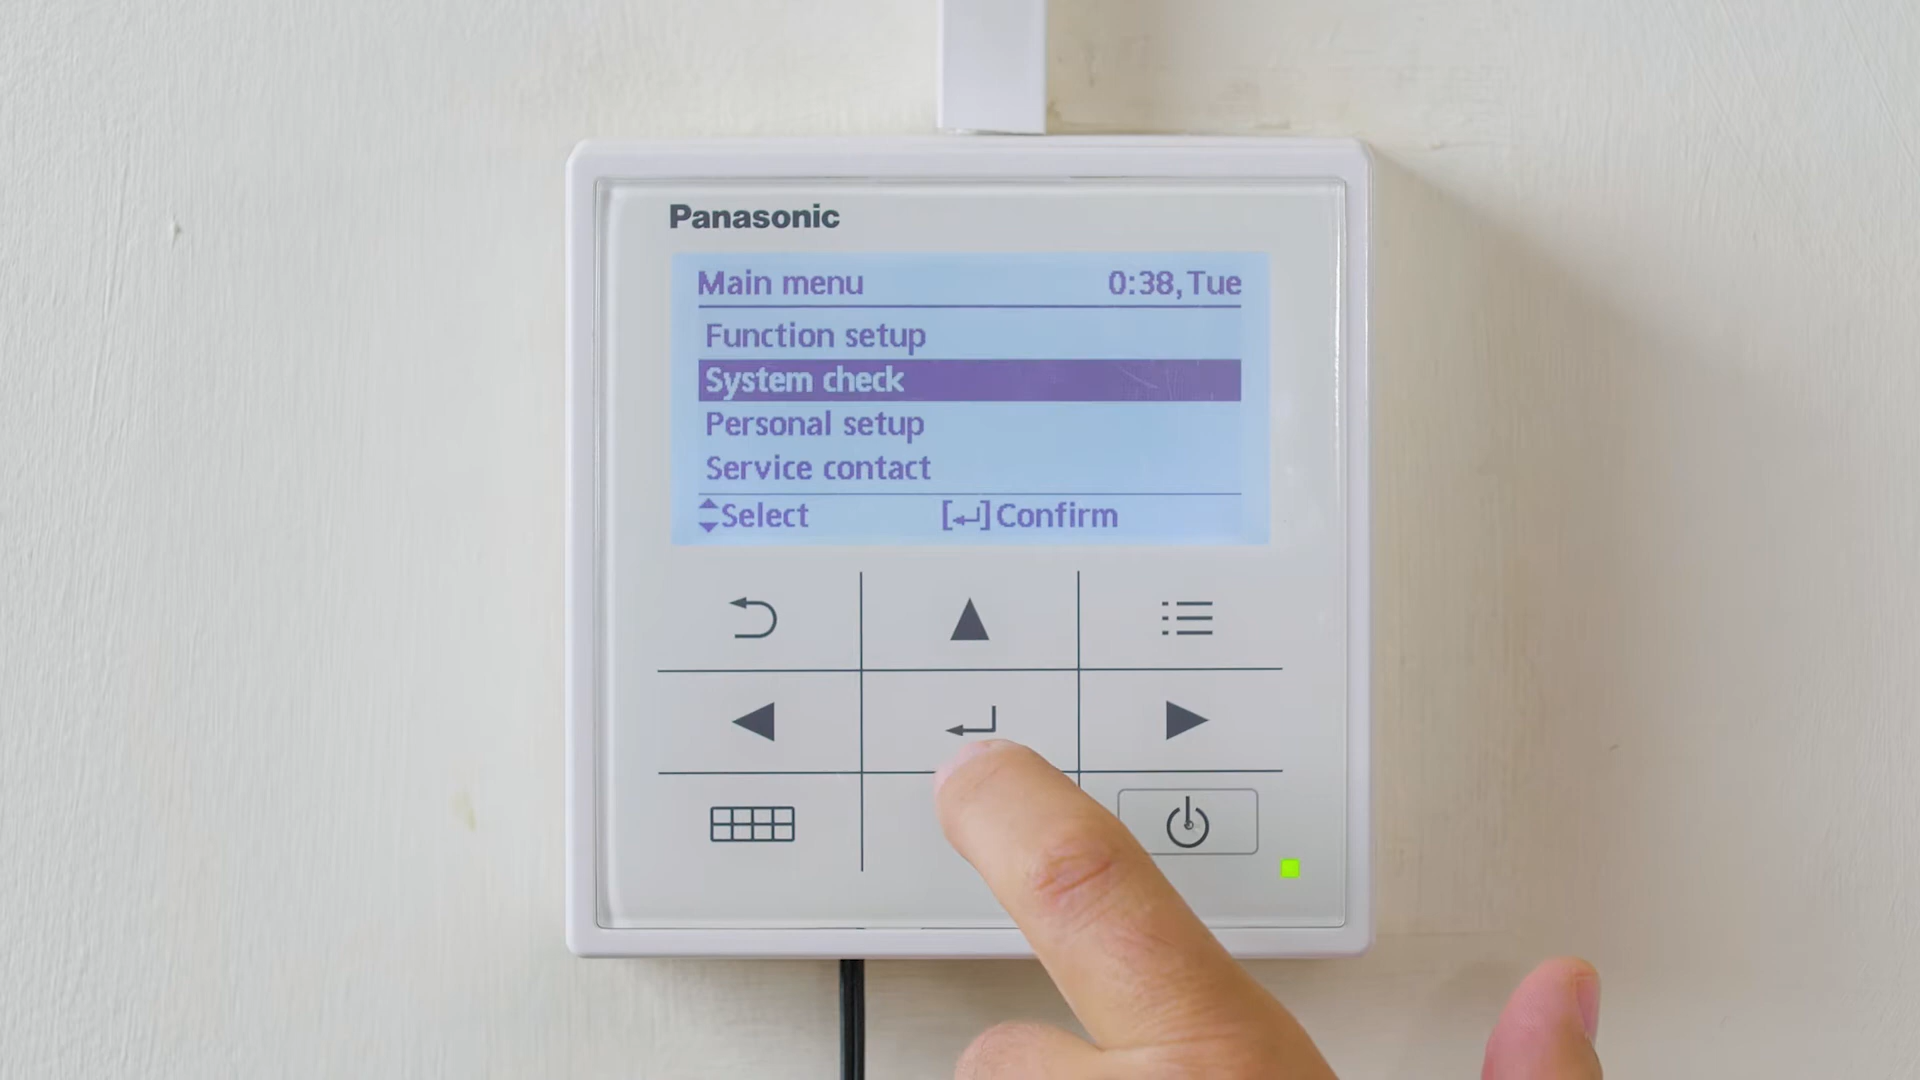 Panasonic
Main menu 0:38,Tue
Function setup
System check
Personal setup
Service contact
Select [↵]Confirm